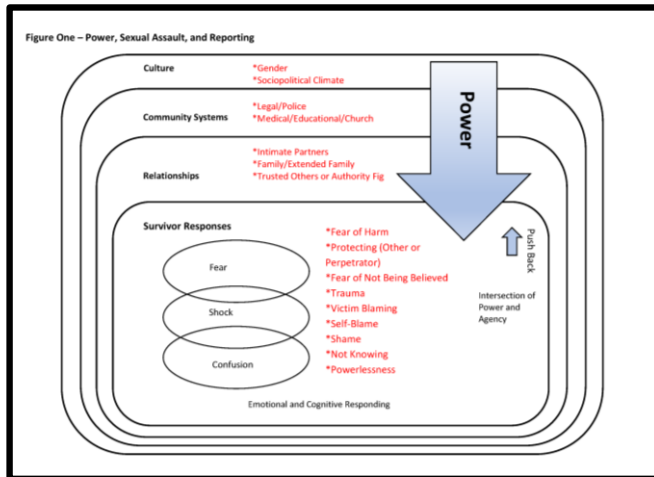 Figure One – Power, Sexual Assault, and Reporting
Culture
*Gender
*Sociopolitical Climate
Power
Community Systems
*Legal/Police
*Medical/Educational/Church
Relationships
*Intimate Partners
*Family/Extended Family
*Trusted Others or Authority Fig
Survivor Responses
Fear
Shock
Confusion
*Fear of Harm
*Protecting (Other or
Perpetrator)
*Fear of Not Being Believed
*Trauma
*Victim Blaming
*Self-Blame
*Shame
*Not Knowing
*Powerlessness
Push Back
Intersection of
Power and
Agency
Emotional and Cognitive Responding